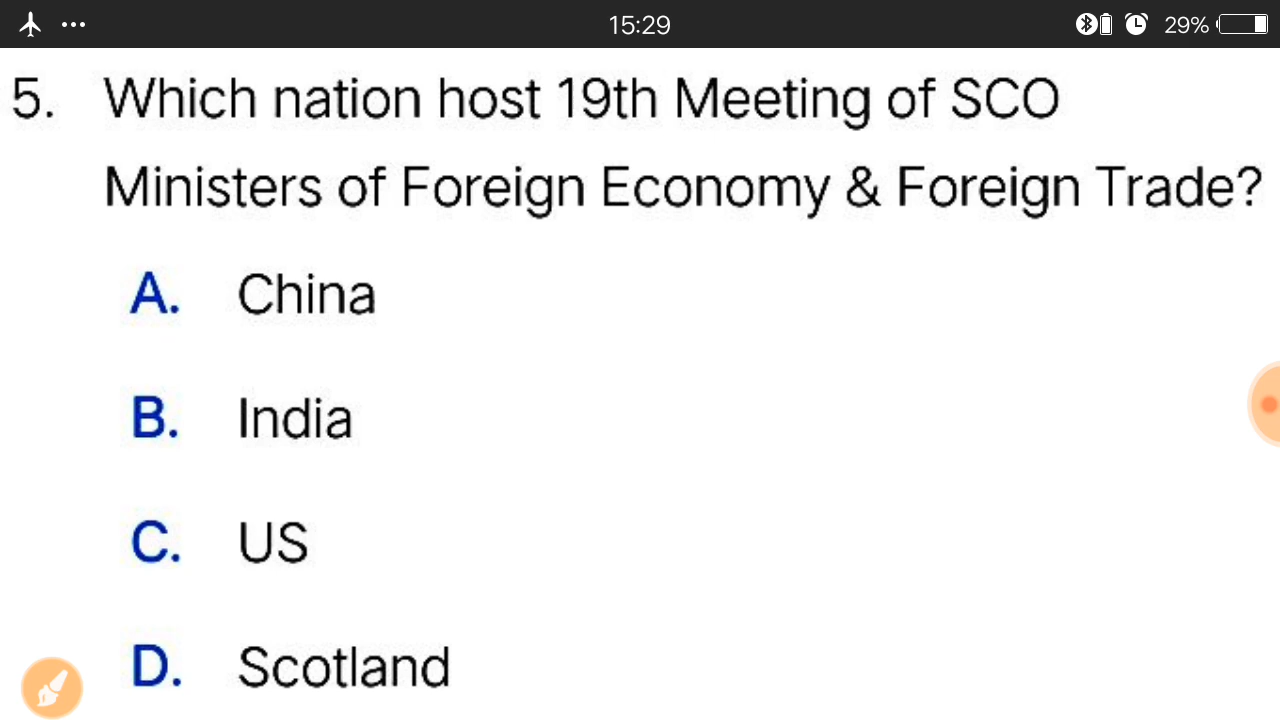 15:29
29%
5. Which nation host 19th Meeting of SCO
Ministers of Foreign Economy & Foreign Trade?
A. China
B. India
C. US
D. Scotland